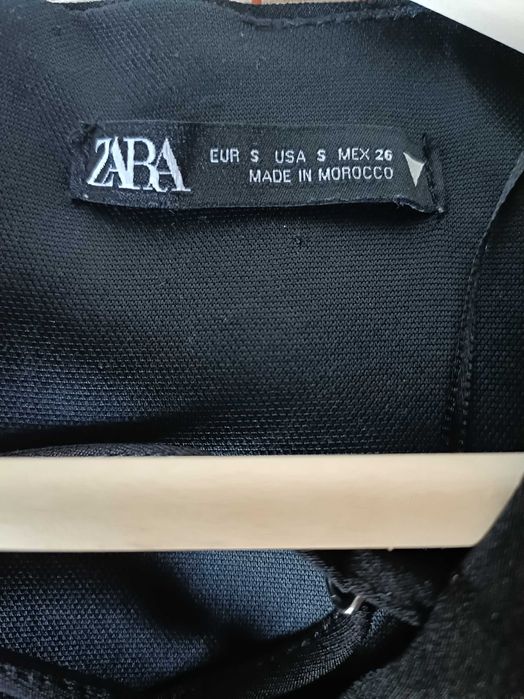 ZARA
EUR S USA S MEX 26
MADE IN MOROCCO